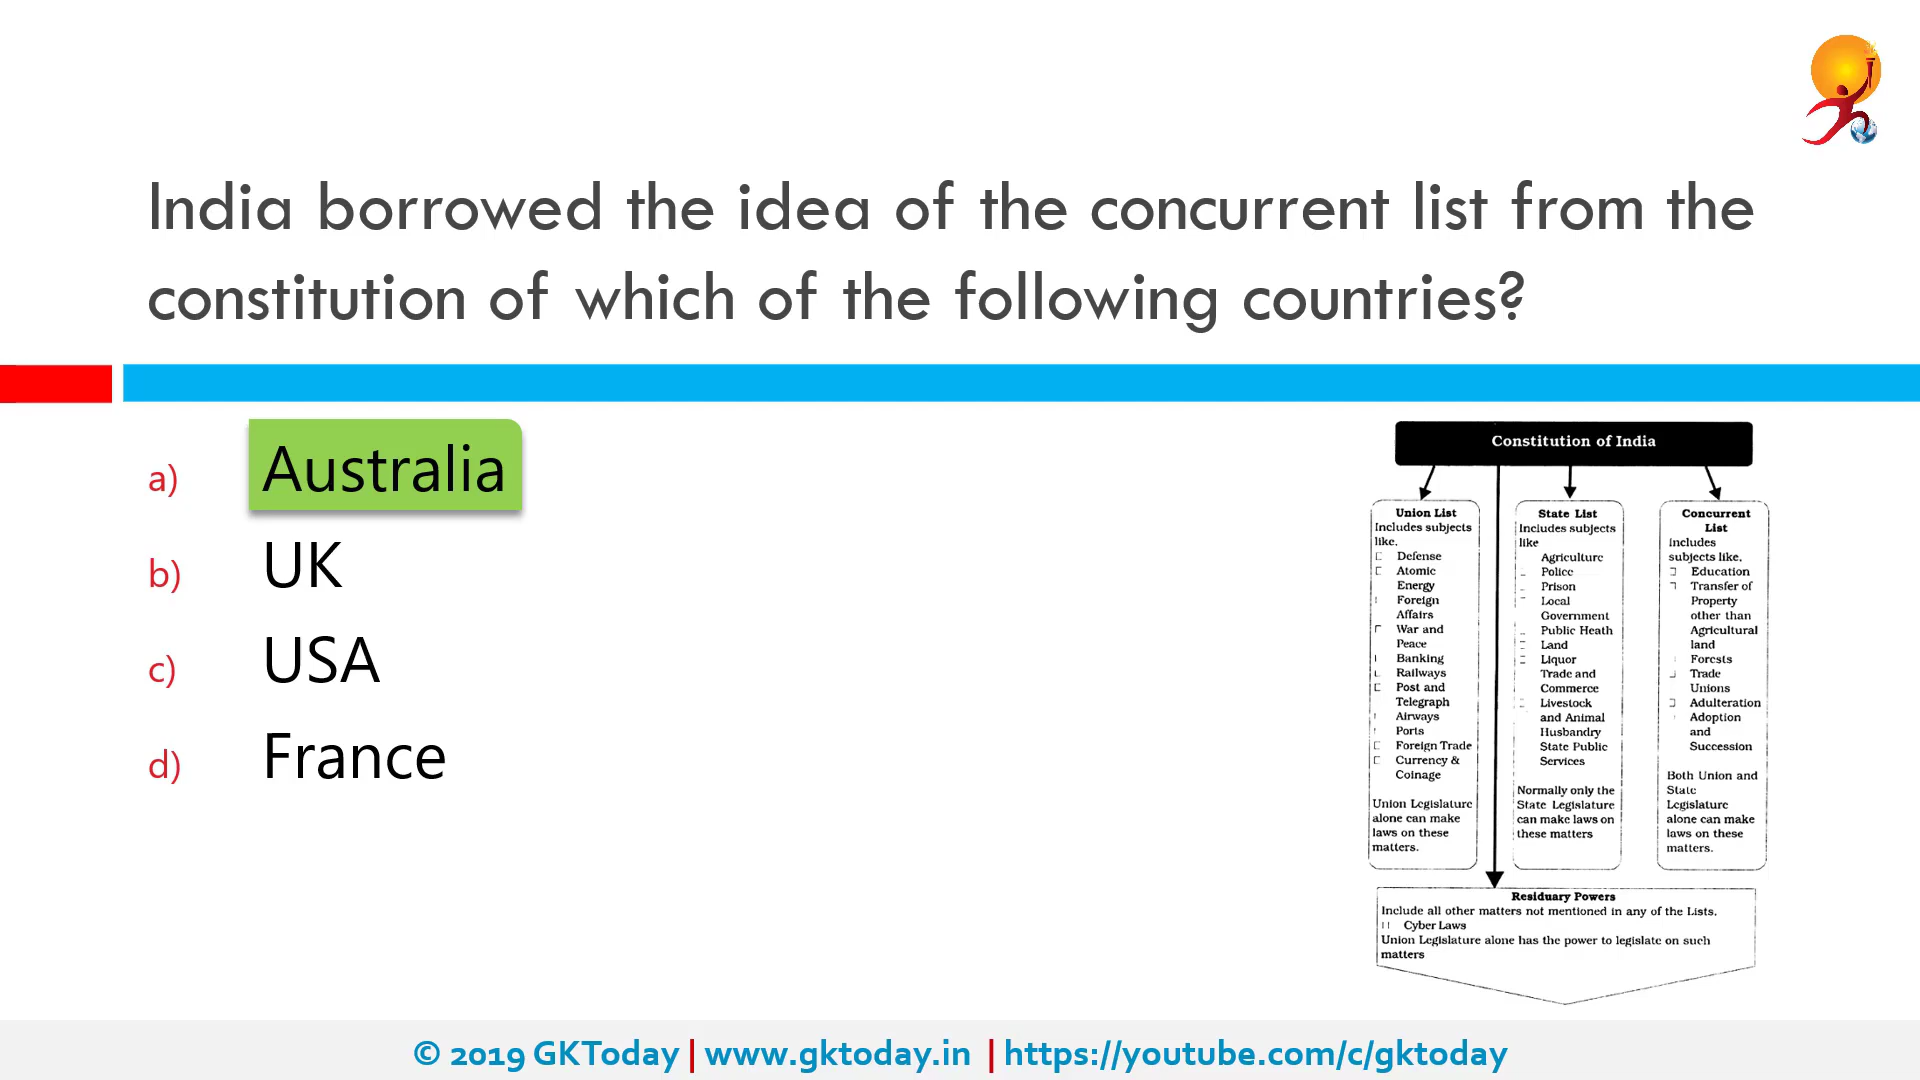 India borrowed the idea of the concurrent list from the
constitution of which of the following countries?
a) Australia
b) UK
c) USA
d) France
Constitution of India
Union List
Includes subjects
like.
Defense
Atomic
Energy
Foreign
Affairs
War and
Peace
Banking
Railways
Post and
Telegraph
Airways
Ports
Foreign Trade
Currency &
Coinage
Union Legislature
alone can make
laws on these
matters.
State List
Includes subjects
like
Agriculture
Police
Prison
Local
Government
Public Heath
Land
Liquor
Trade and
Commerce
Livestock
and Animal
Husbandry
State Public
Services
Normally only the
State Legislature
can make laws on
these matters
Concurrent
List
Includes
subjects like.
Education
Transfer of
Property
other than
Agricultural
land
Forests
Trade
Unions
Adulteration
Adoption
and
Succession
Both Union and
State
Legislature
alone can make
laws on these
matters.
Residuary Powers
Include all other matters not mentioned in any of the Lists.
Cyber Laws
Union Legislature alone has the power to legislate on such
matters
© 2019 GKToday | www.gktoday.in | https://youtube.com/c/gktoday